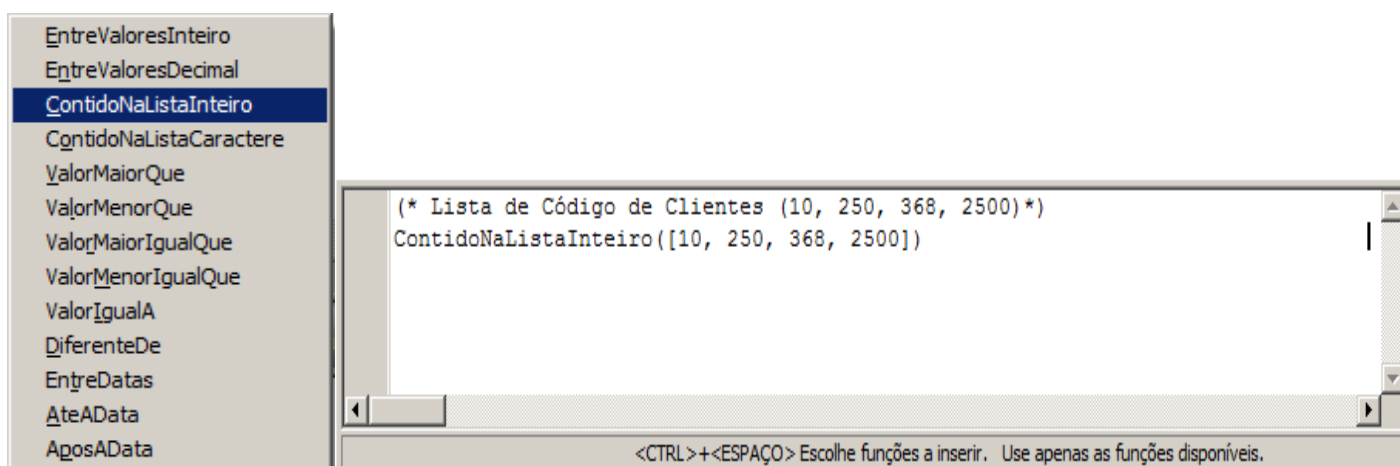 EntreValoresInteiro
EntreValoresDecimal
ContidoNaListaInteiro
ContidoNaListaCaractere
ValorMaiorQue
ValorMenorQue
ValorMaiorIgualQue
ValorMenorIgualQue
ValorIgualA
DiferenteDe
EntreDatas
AteAData
AposAData
(* Lista de Código de Clientes (10, 250, 368, 2500)*)
ContidoNaListaInteiro([10, 250, 368, 2500])
<CTRL>+<ESPAÇO> Escolhe funções a inserir. Use apenas as funções disponíveis.